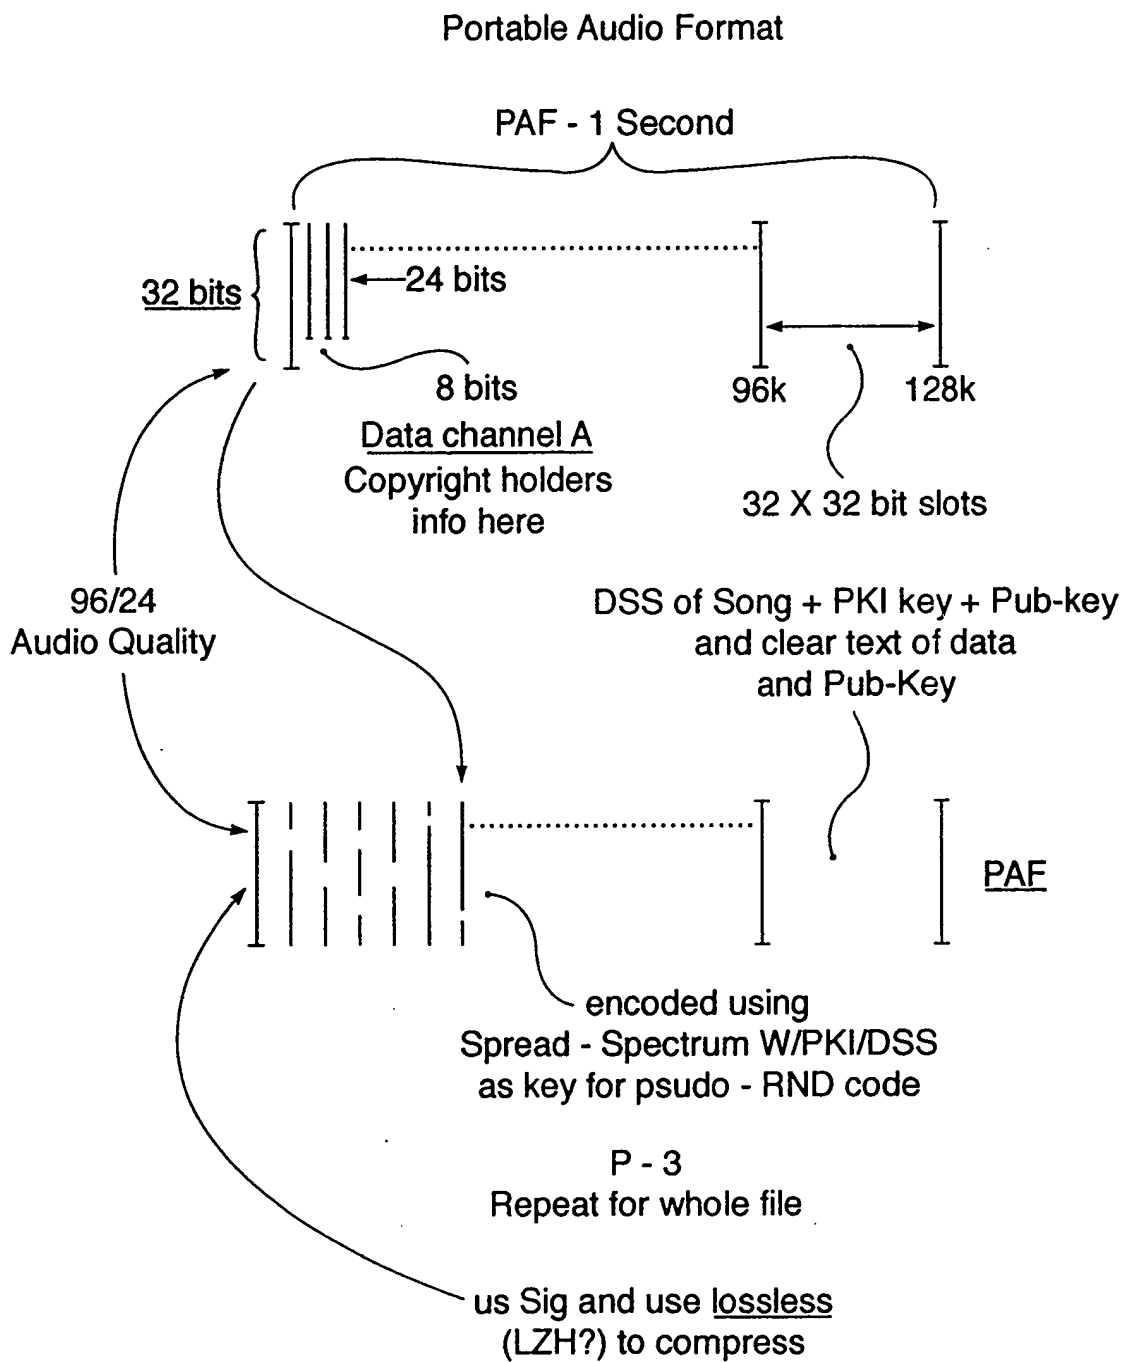 Portable Audio Format
PAF - 1 Second
32 bits
24 bits
8 bits
Data channel A
Copyright holders
info here
96k
128k
32 X 32 bit slots
96/24
Audio Quality
DSS of Song + PKI key + Pub-key
and clear text of data
and Pub-Key
PAF
encoded using
Spread - Spectrum W/PKI/DSS
as key for psudo - RND code
P - 3
Repeat for whole file
us Sig and use lossless
(LZH?) to compress